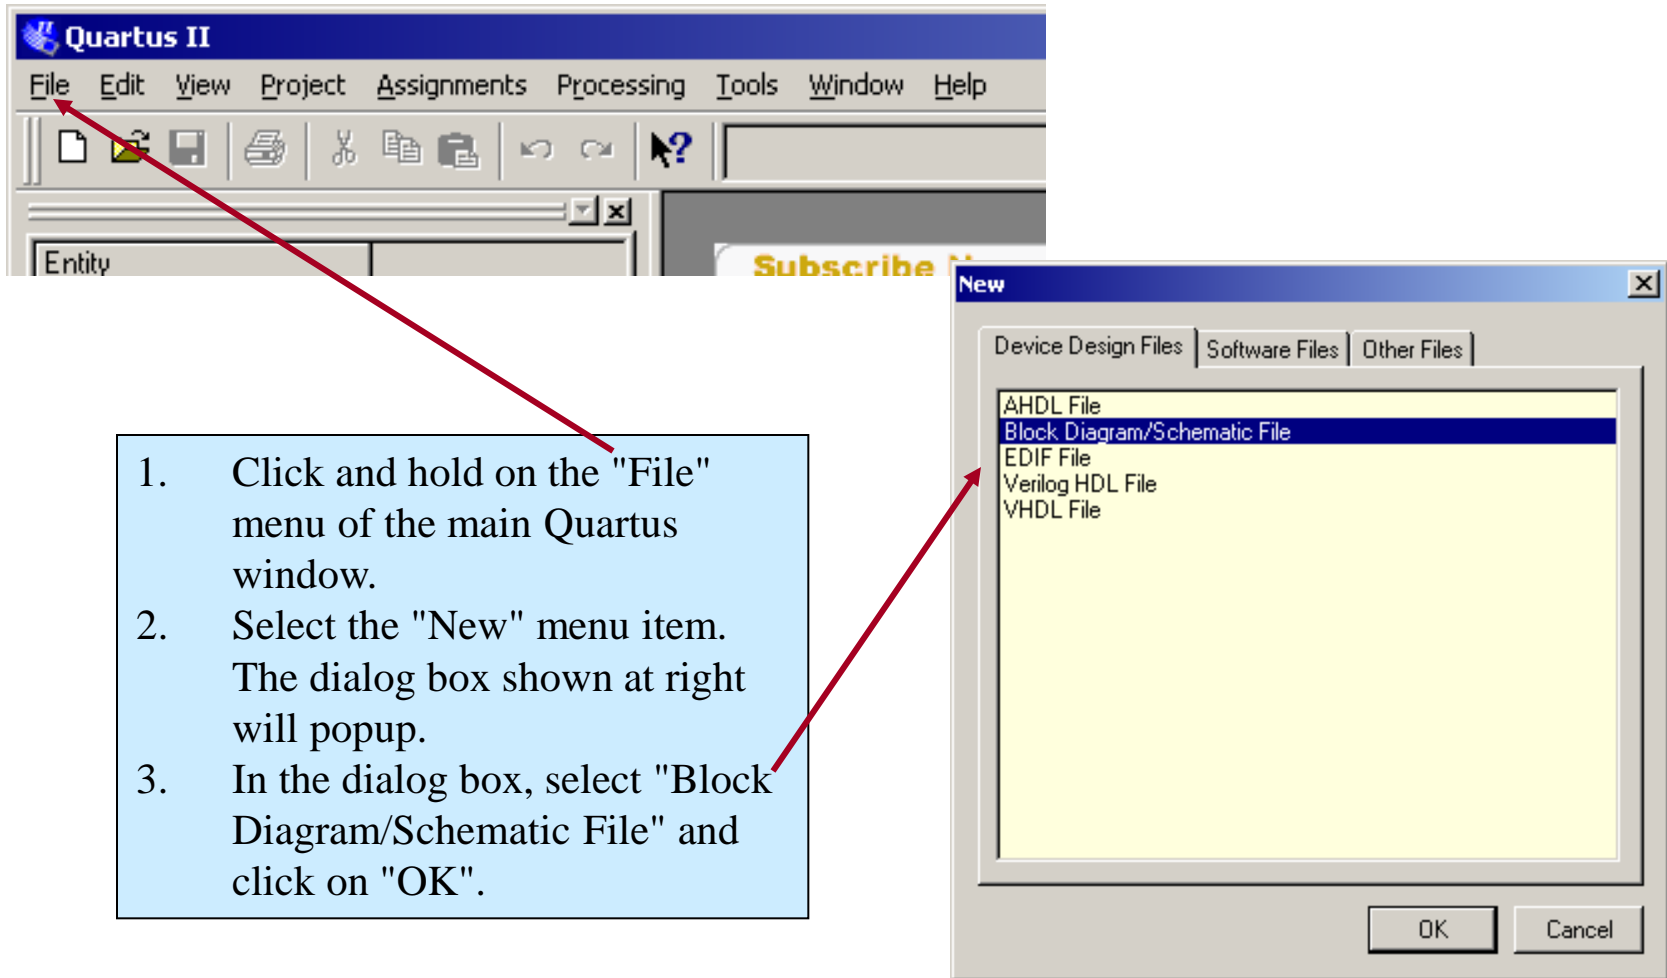 Quartus II
File Edit View Project Assignments Processing Tools Window Help
Entity
Subscribe
New
Device Design Files Software Files Other Files
AHDL File
Block Diagram/Schematic File
EDIF File
Verilog HDL File
VHDL File
OK Cancel
1. Click and hold on the "File"
menu of the main Quartus
window.
2. Select the "New" menu item.
The dialog box shown at right
will popup.
3. In the dialog box, select "Block
Diagram/Schematic File" and
click on "OK".